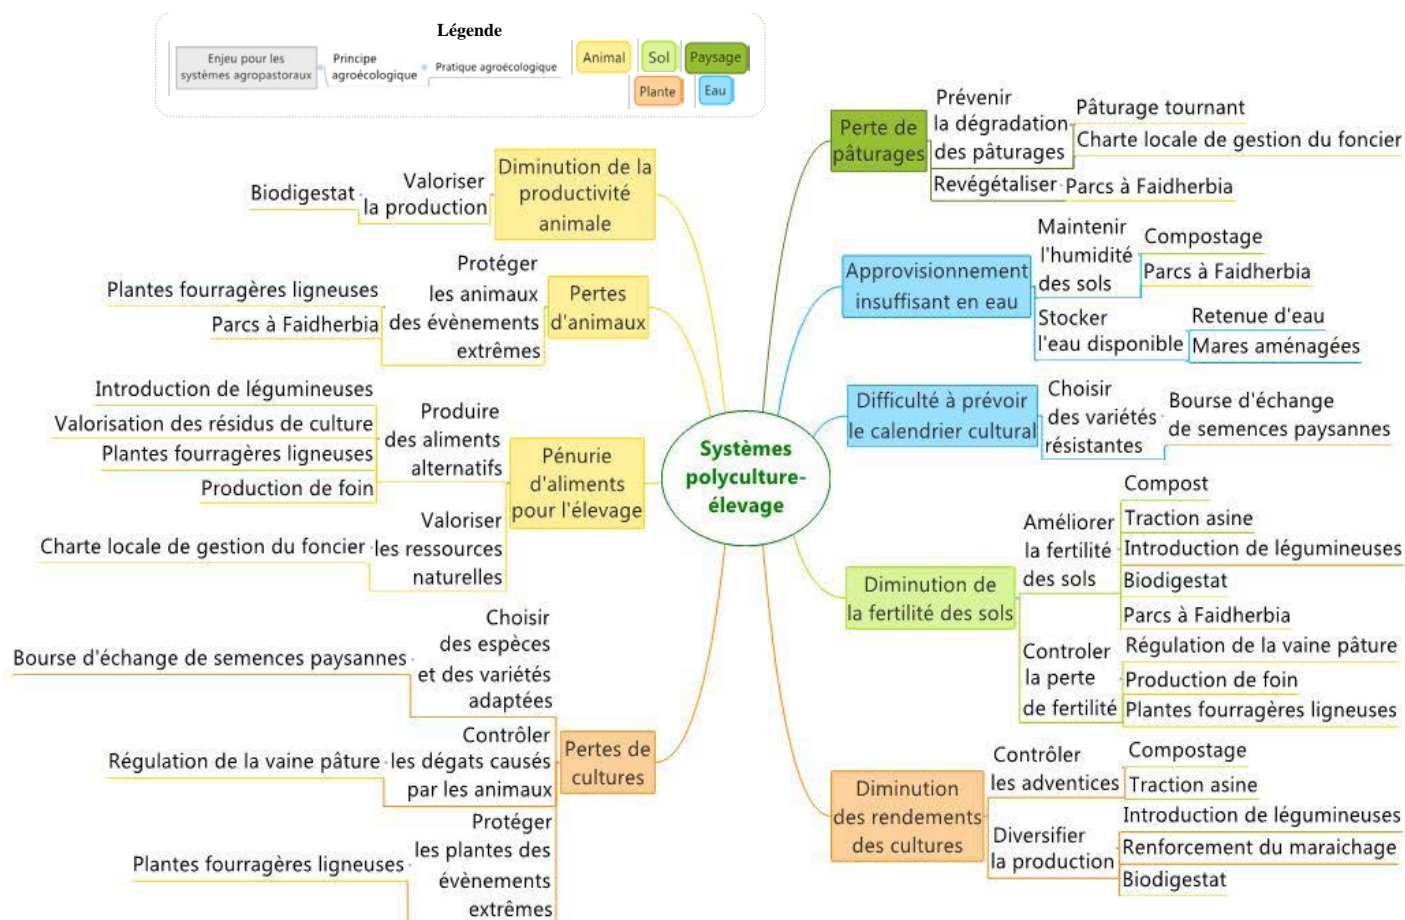 Légende
Enjeu pour les
systèmes agropastoraux
Principe
agroécologique
Pratique agroécologique
Animal
Sol
Paysage
Plante
Eau
Diminution de la
productivité
animale
Valoriser
la production
Biodigestat
Pertes
d'animaux
Protéger
les animaux
des évènements
extrêmes
Plantes fourragères ligneuses
Parcs à Faidherbia
Pénurie
d'aliments
pour l'élevage
Produire
des aliments
alternatifs
Introduction de légumineuses
Valorisation des résidus de culture
Plantes fourragères ligneuses
Production de foin
Valoriser
les ressources
naturelles
Charte locale de gestion du foncier
Pertes de
cultures
Choisir
des espèces
et des variétés
adaptées
Bourse d'échange de semences paysannes
Contrôler
les dégats causés
par les animaux
Régulation de la vaine pâture
Protéger
les plantes des
évènements
extrêmes
Plantes fourragères ligneuses
Systèmes
polyculture-
élevage
Perte de
pâturages
Prévenir
la dégradation
des pâturages
Pâturage tournant
Charte locale de gestion du foncier
Revégétaliser
Parcs à Faidherbia
Approvisionnement
insuffisant en eau
Maintenir
l'humidité
des sols
Compostage
Parcs à Faidherbia
Stocker
l'eau disponible
Retenue d'eau
Mares aménagées
Difficulté à prévoir
le calendrier cultural
Choisir
des variétés
résistantes
Bourse d'échange
de semences paysannes
Diminution de
la fertilité des sols
Améliorer
la fertilité
des sols
Compost
Traction asine
Introduction de légumineuses
Biodigestat
Parcs à Faidherbia
Controler
la perte
de fertilité
Régulation de la vaine pâture
Production de foin
Plantes fourragères ligneuses
Diminution
des rendements
des cultures
Contrôler
les adventices
Compostage
Traction asine
Diversifier
la production
Introduction de légumineuses
Renforcement du maraichage
Biodigestat